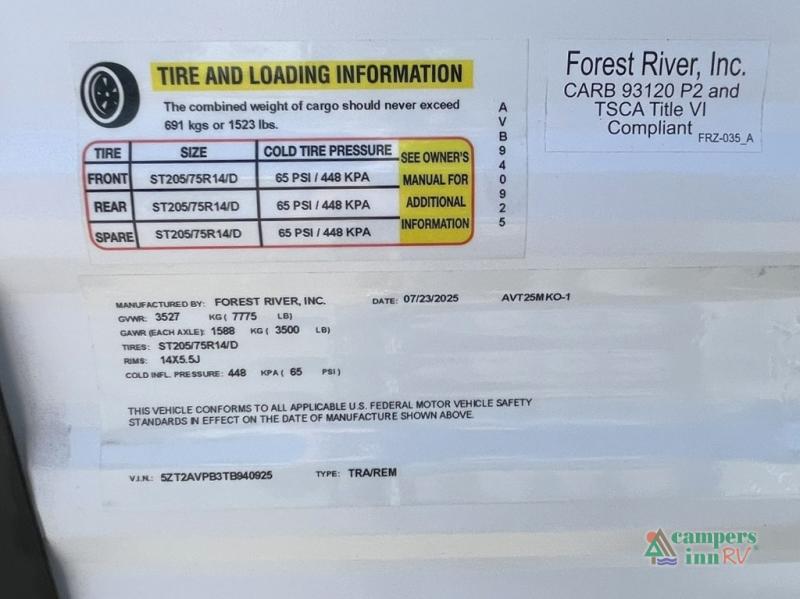 TIRE AND LOADING INFORMATION
The combined weight of cargo should never exceed
691 kgs or 1523 lbs.
TIRE SIZE COLD TIRE PRESSURE
FRONT ST205/75R14/D 65 PSI / 448 KPA
REAR ST205/75R14/D 65 PSI / 448 KPA
SPARE ST205/75R14/D 65 PSI / 448 KPA
SEE OWNER'S
MANUAL FOR
ADDITIONAL
INFORMATION
AVB940925
Forest River, Inc.
CARB 93120 P2 and
TSCA Title VI
Compliant FRZ-035_A
MANUFACTURED BY: FOREST RIVER, INC. DATE: 07/23/2025 AVT25MKO-1
GVWR: 3527 KG ( 7775 LB)
GAWR (EACH AXLE): 1588 KG ( 3500 LB)
TIRES: ST205/75R14/D
RIMS: 14X5.5J
COLD INFL. PRESSURE: 448 KPA ( 65 PSI )
THIS VEHICLE CONFORMS TO ALL APPLICABLE U.S. FEDERAL MOTOR VEHICLE SAFETY
STANDARDS IN EFFECT ON THE DATE OF MANUFACTURE SHOWN ABOVE.
V.I.N.: 5ZT2AVPB3TB940925 TYPE: TRA/REM
campers
inn RV